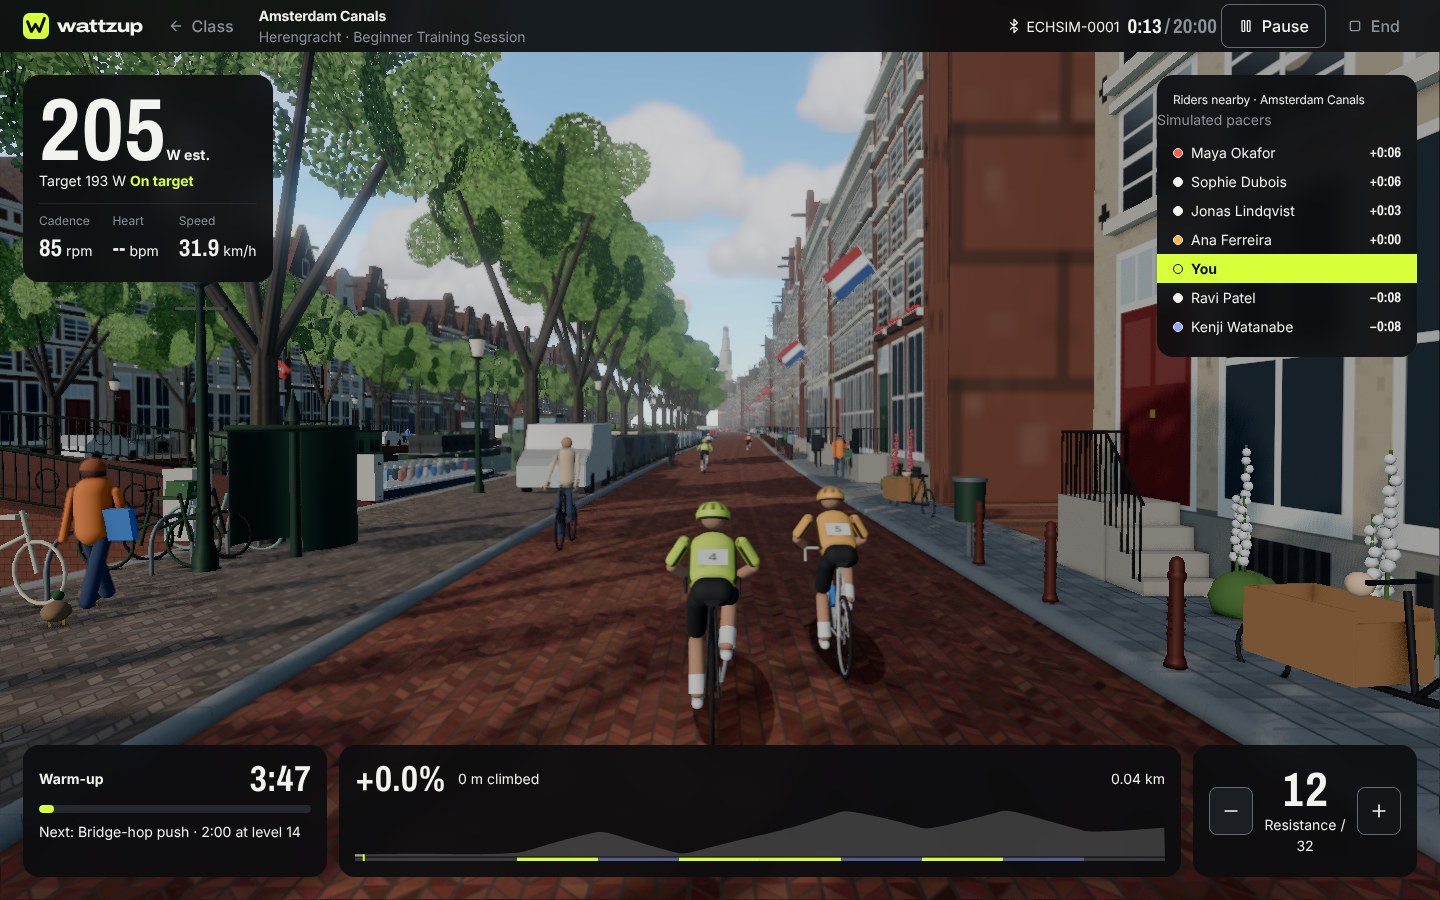 wattzup
Class
Amsterdam Canals
Herengracht · Beginner Training Session
ECHSIM-0001 0:13 / 20:00
Pause
End
205 W est.
Target 193 W On target
Cadence Heart Speed
85 rpm -- bpm 31.9 km/h
Riders nearby · Amsterdam Canals
Simulated pacers
Maya Okafor +0:06
Sophie Dubois +0:06
Jonas Lindqvist +0:03
Ana Ferreira +0:00
You
Ravi Patel −0:08
Kenji Watanabe −0:08
4
5
Warm-up 3:47
Next: Bridge-hop push · 2:00 at level 14
+0.0% 0 m climbed 0.04 km
− 12 +
Resistance /
32